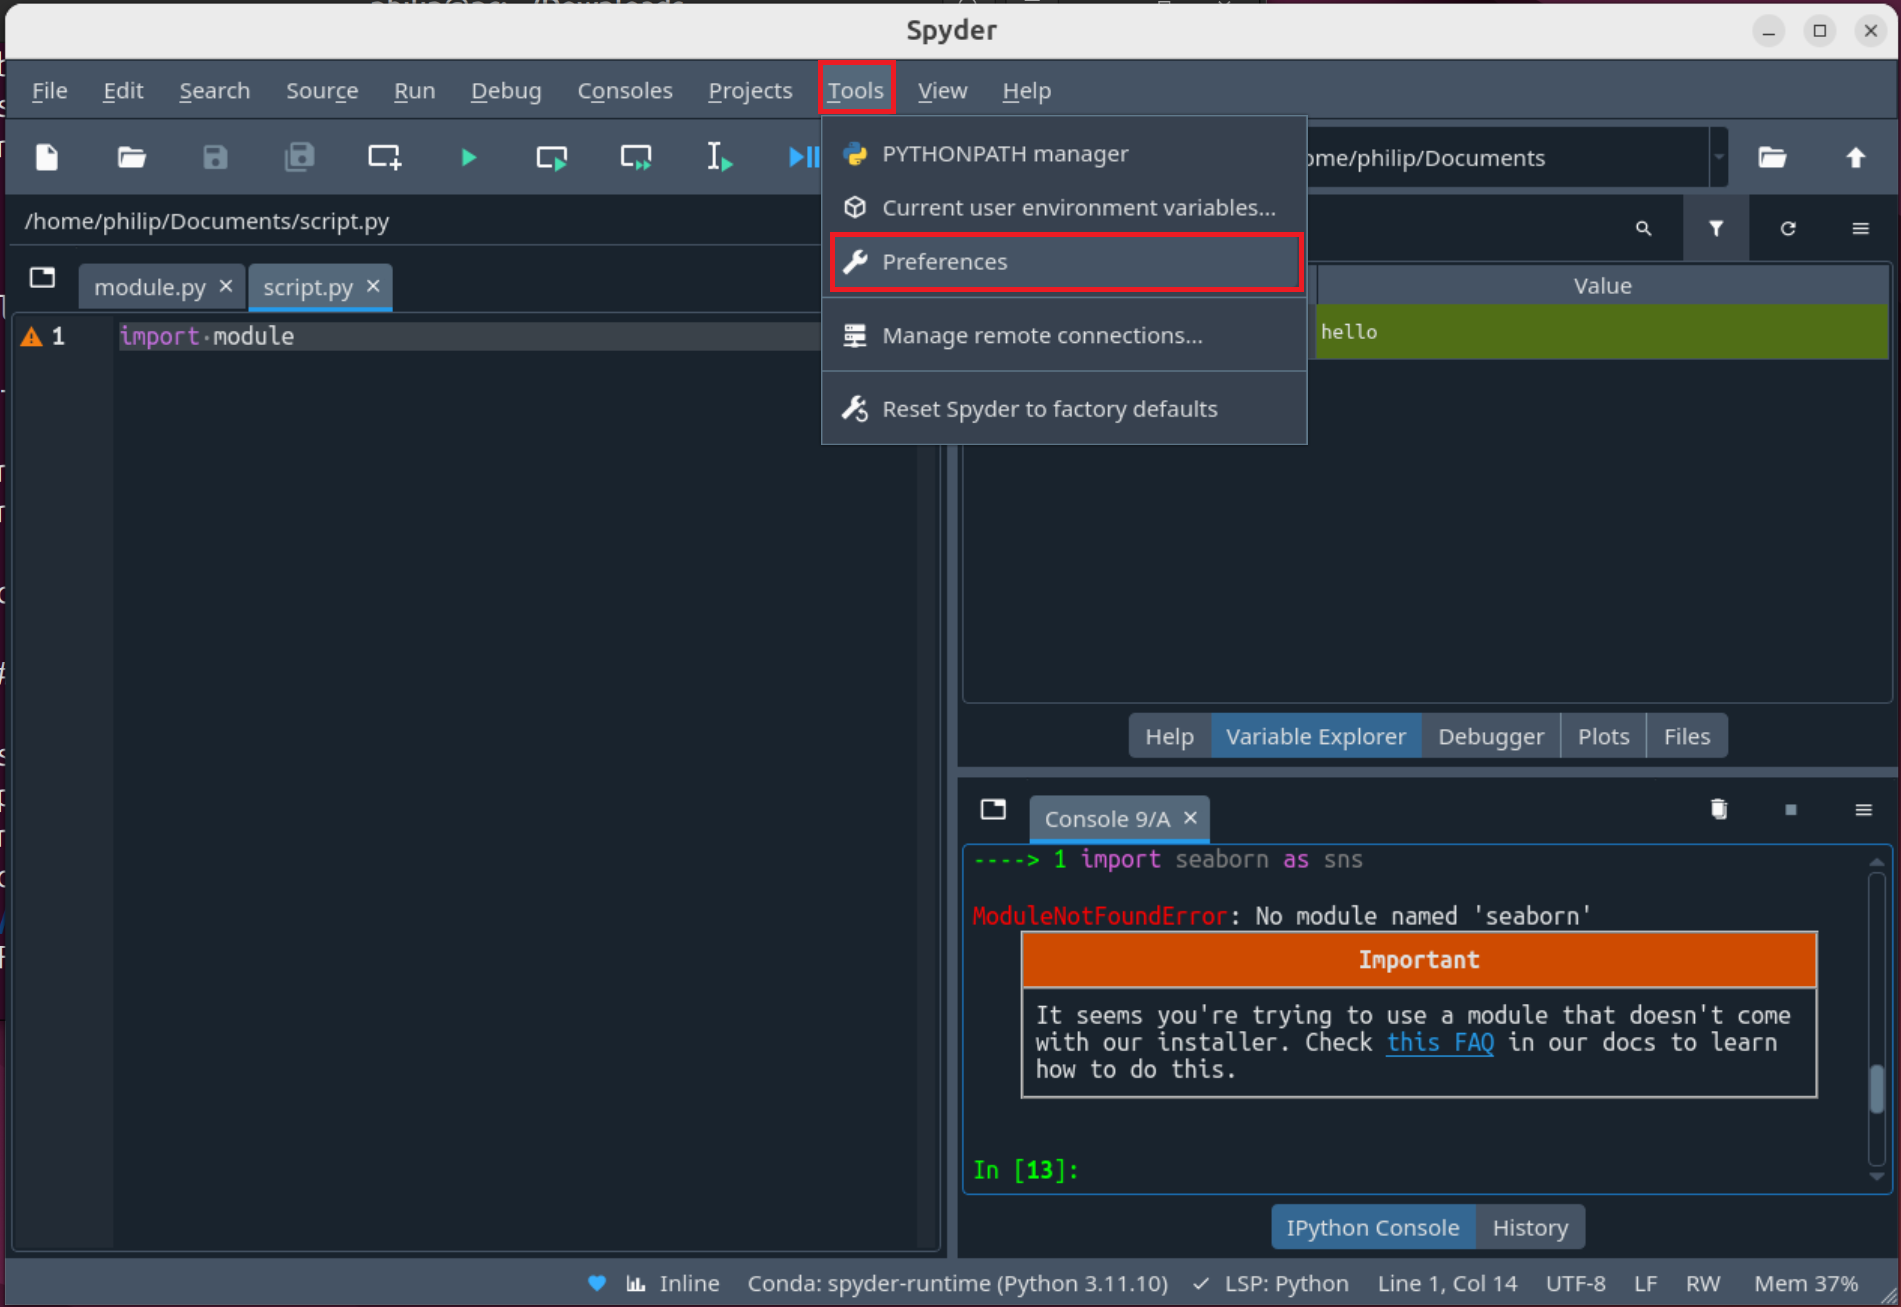 Spyder
File Edit Search Source Run Debug Consoles Projects Tools View Help
PYTHONPATH manager
Current user environment variables...
Preferences
Manage remote connections...
Reset Spyder to factory defaults
ome/philip/Documents
/home/philip/Documents/script.py
module.py
script.py
1 import module
Value
hello
Help Variable Explorer Debugger Plots Files
Console 9/A
----> 1 import seaborn as sns
ModuleNotFoundError: No module named 'seaborn'
Important
It seems you're trying to use a module that doesn't come
with our installer. Check this FAQ in our docs to learn
how to do this.
In [13]:
IPython Console History
Inline Conda: spyder-runtime (Python 3.11.10) ✓ LSP: Python Line 1, Col 14 UTF-8 LF RW Mem 37%